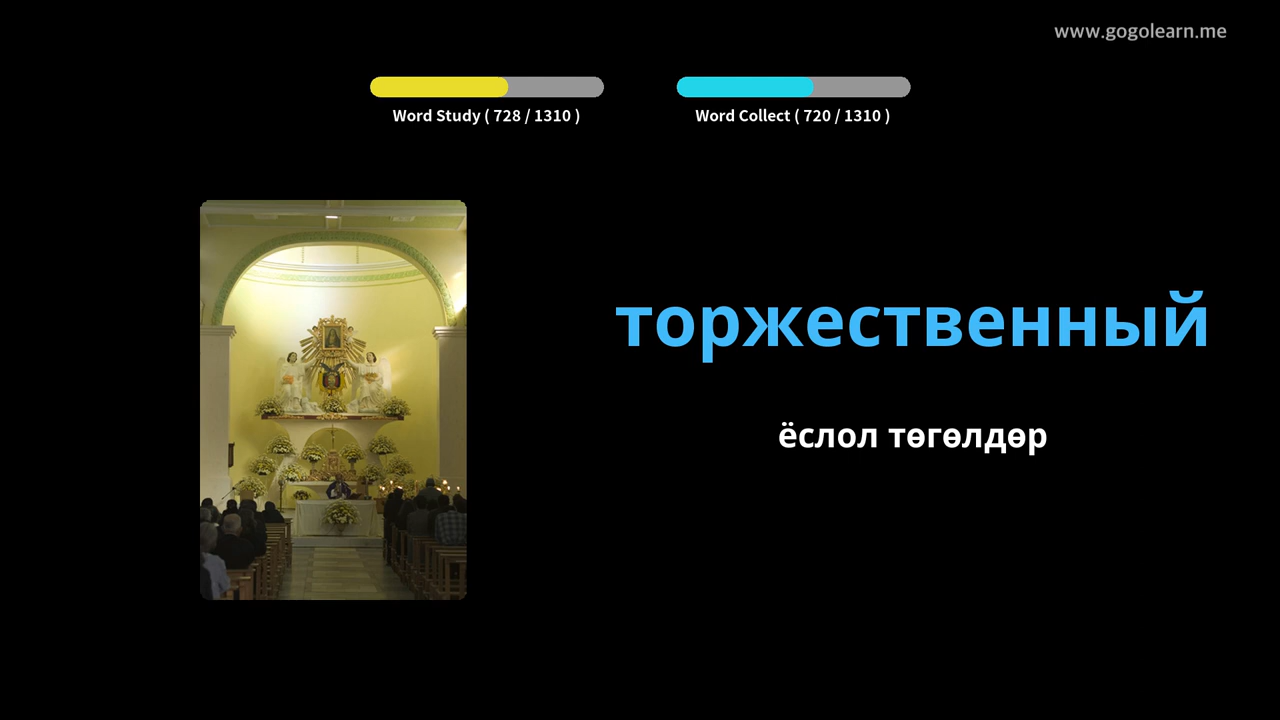 www.gogolearn.me
Word Study ( 728 / 1310 )
Word Collect ( 720 / 1310 )
торжественный
ёслол төгөлдөр